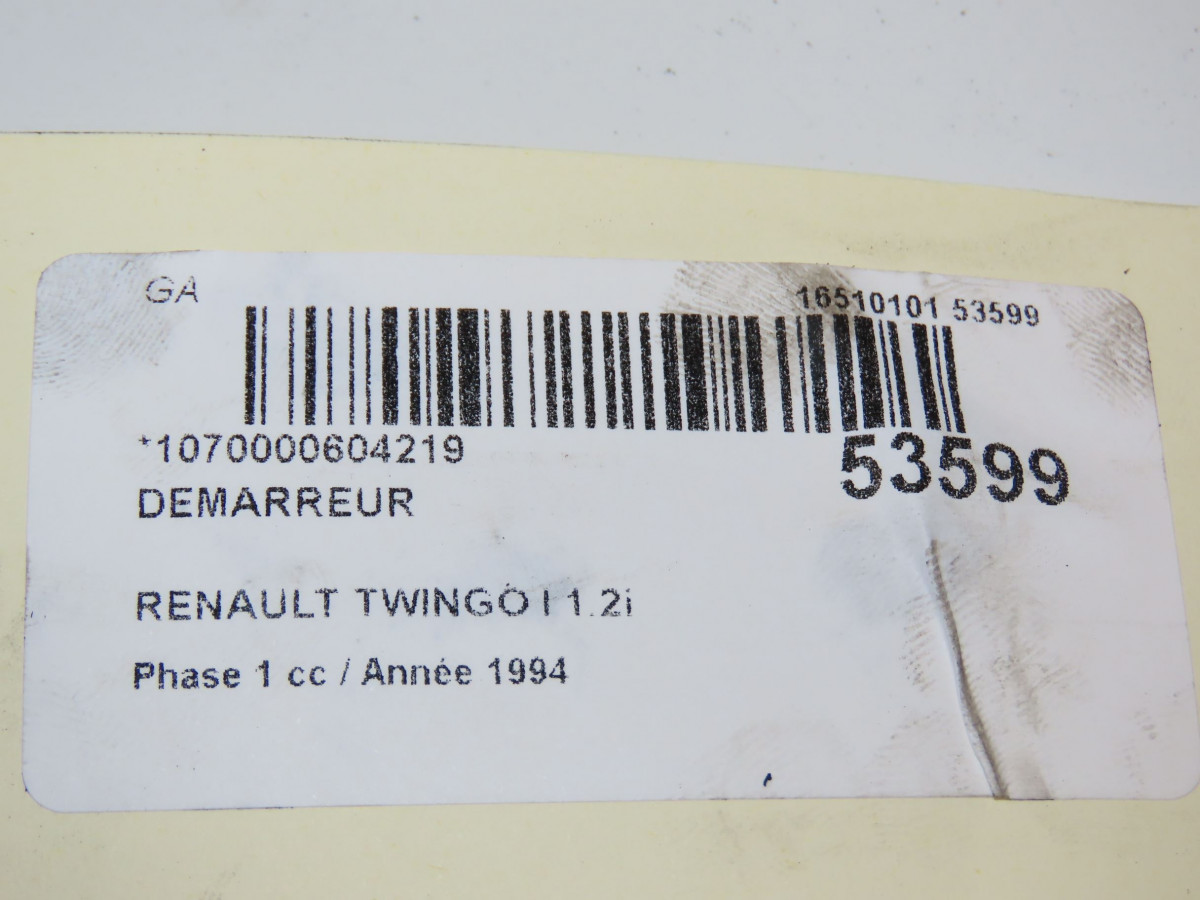 GA
16510101 53599
*1070000604219
53599
DEMARREUR
RENAULT TWINGO I 1.2i
Phase 1 cc / Année 1994